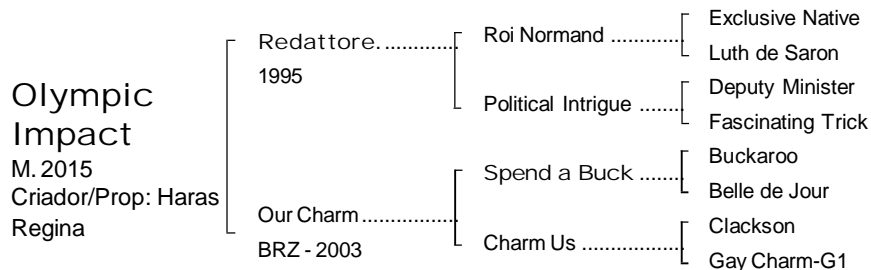 Olympic
Impact
M. 2015
Criador/Prop: Haras
Regina
Redattore. .............
1995
Our Charm .................
BRZ - 2003
Roi Normand ............
Political Intrigue ........
Spend a Buck ........
Charm Us .................
Exclusive Native
Luth de Saron
Deputy Minister
Fascinating Trick
Buckaroo
Belle de Jour
Clackson
Gay Charm-G1